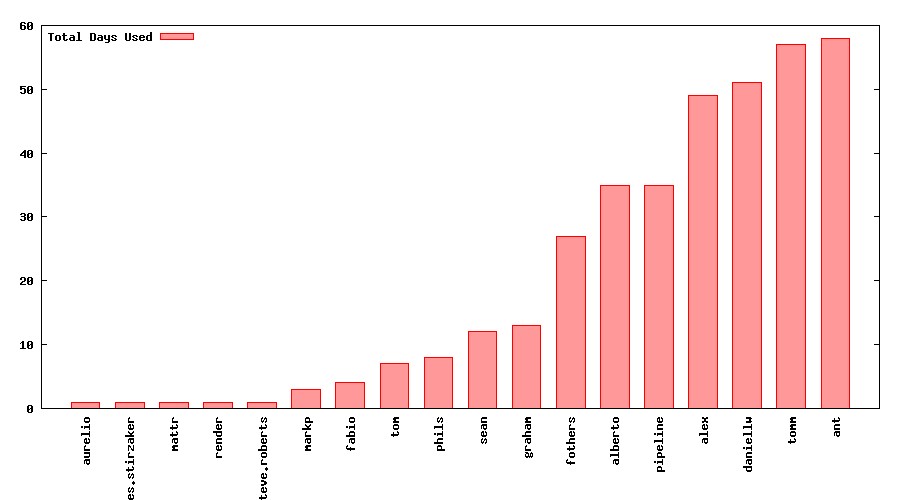 60
Total Days Used
50
40
30
20
10
0
aurelio
es.stirzaker
mattr
render
teve.roberts
markp
fabio
tom
phils
sean
graham
fothers
alberto
pipeline
alex
daniellw
tomm
ant